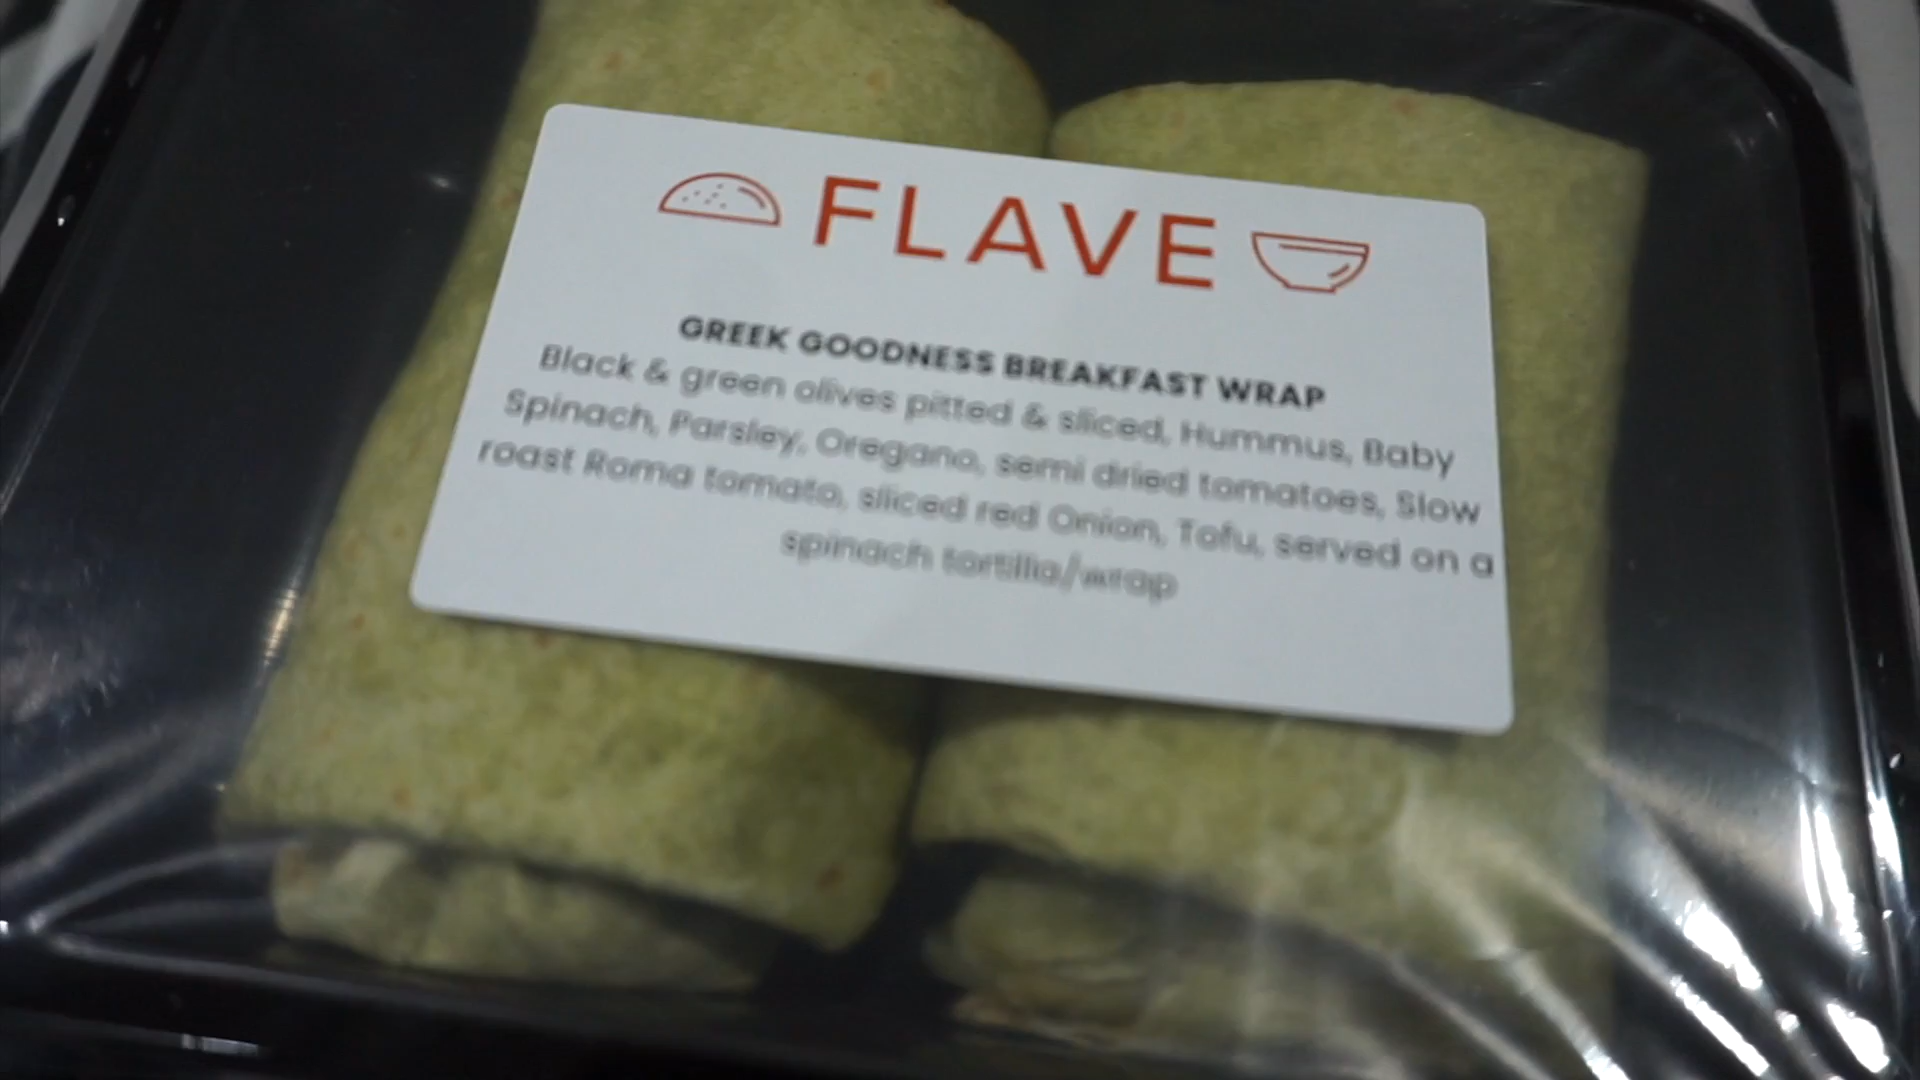 FLAVE
GREEK GOODNESS BREAKFAST WRAP
Black & green olives pitted & sliced, Hummus, Baby
Spinach, Parsley, Oregano, semi dried tomatoes, Slow
roast Roma tomato, sliced red Onion, Tofu, served on a
spinach tortilla/wrap